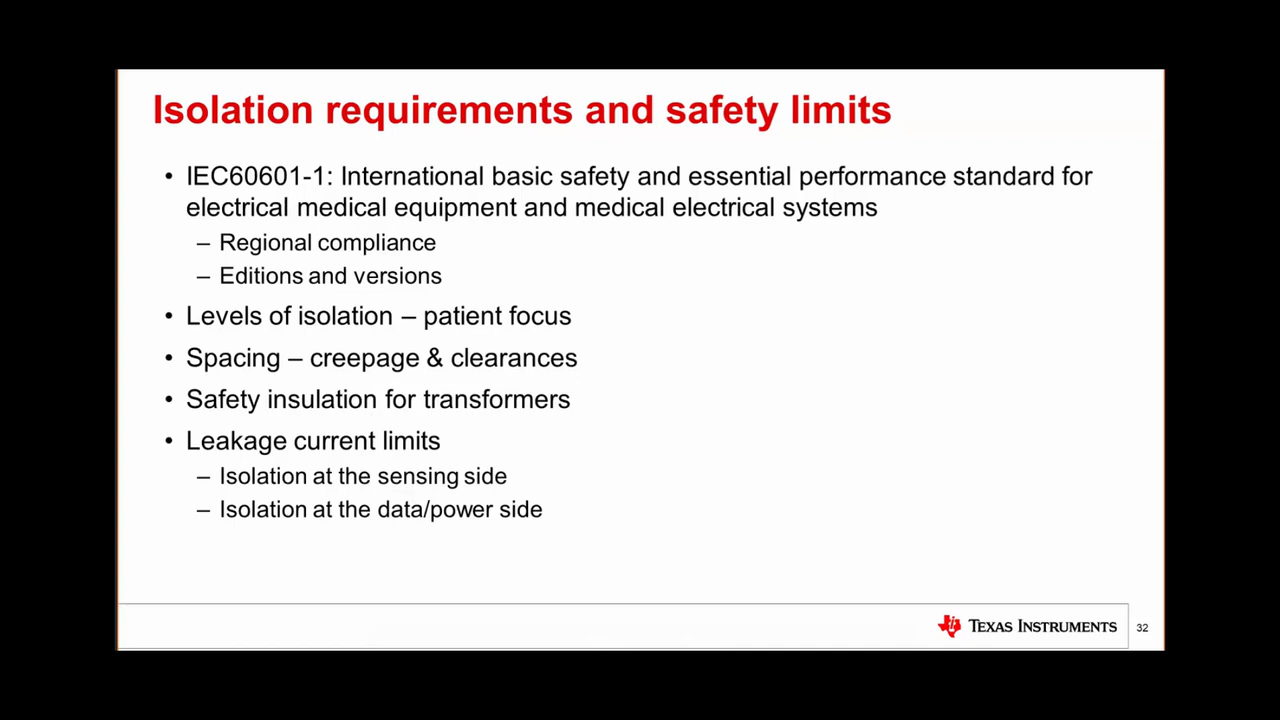 Isolation requirements and safety limits
• IEC60601-1: International basic safety and essential performance standard for
electrical medical equipment and medical electrical systems
– Regional compliance
– Editions and versions
• Levels of isolation – patient focus
• Spacing – creepage & clearances
• Safety insulation for transformers
• Leakage current limits
– Isolation at the sensing side
– Isolation at the data/power side
TEXAS INSTRUMENTS
32